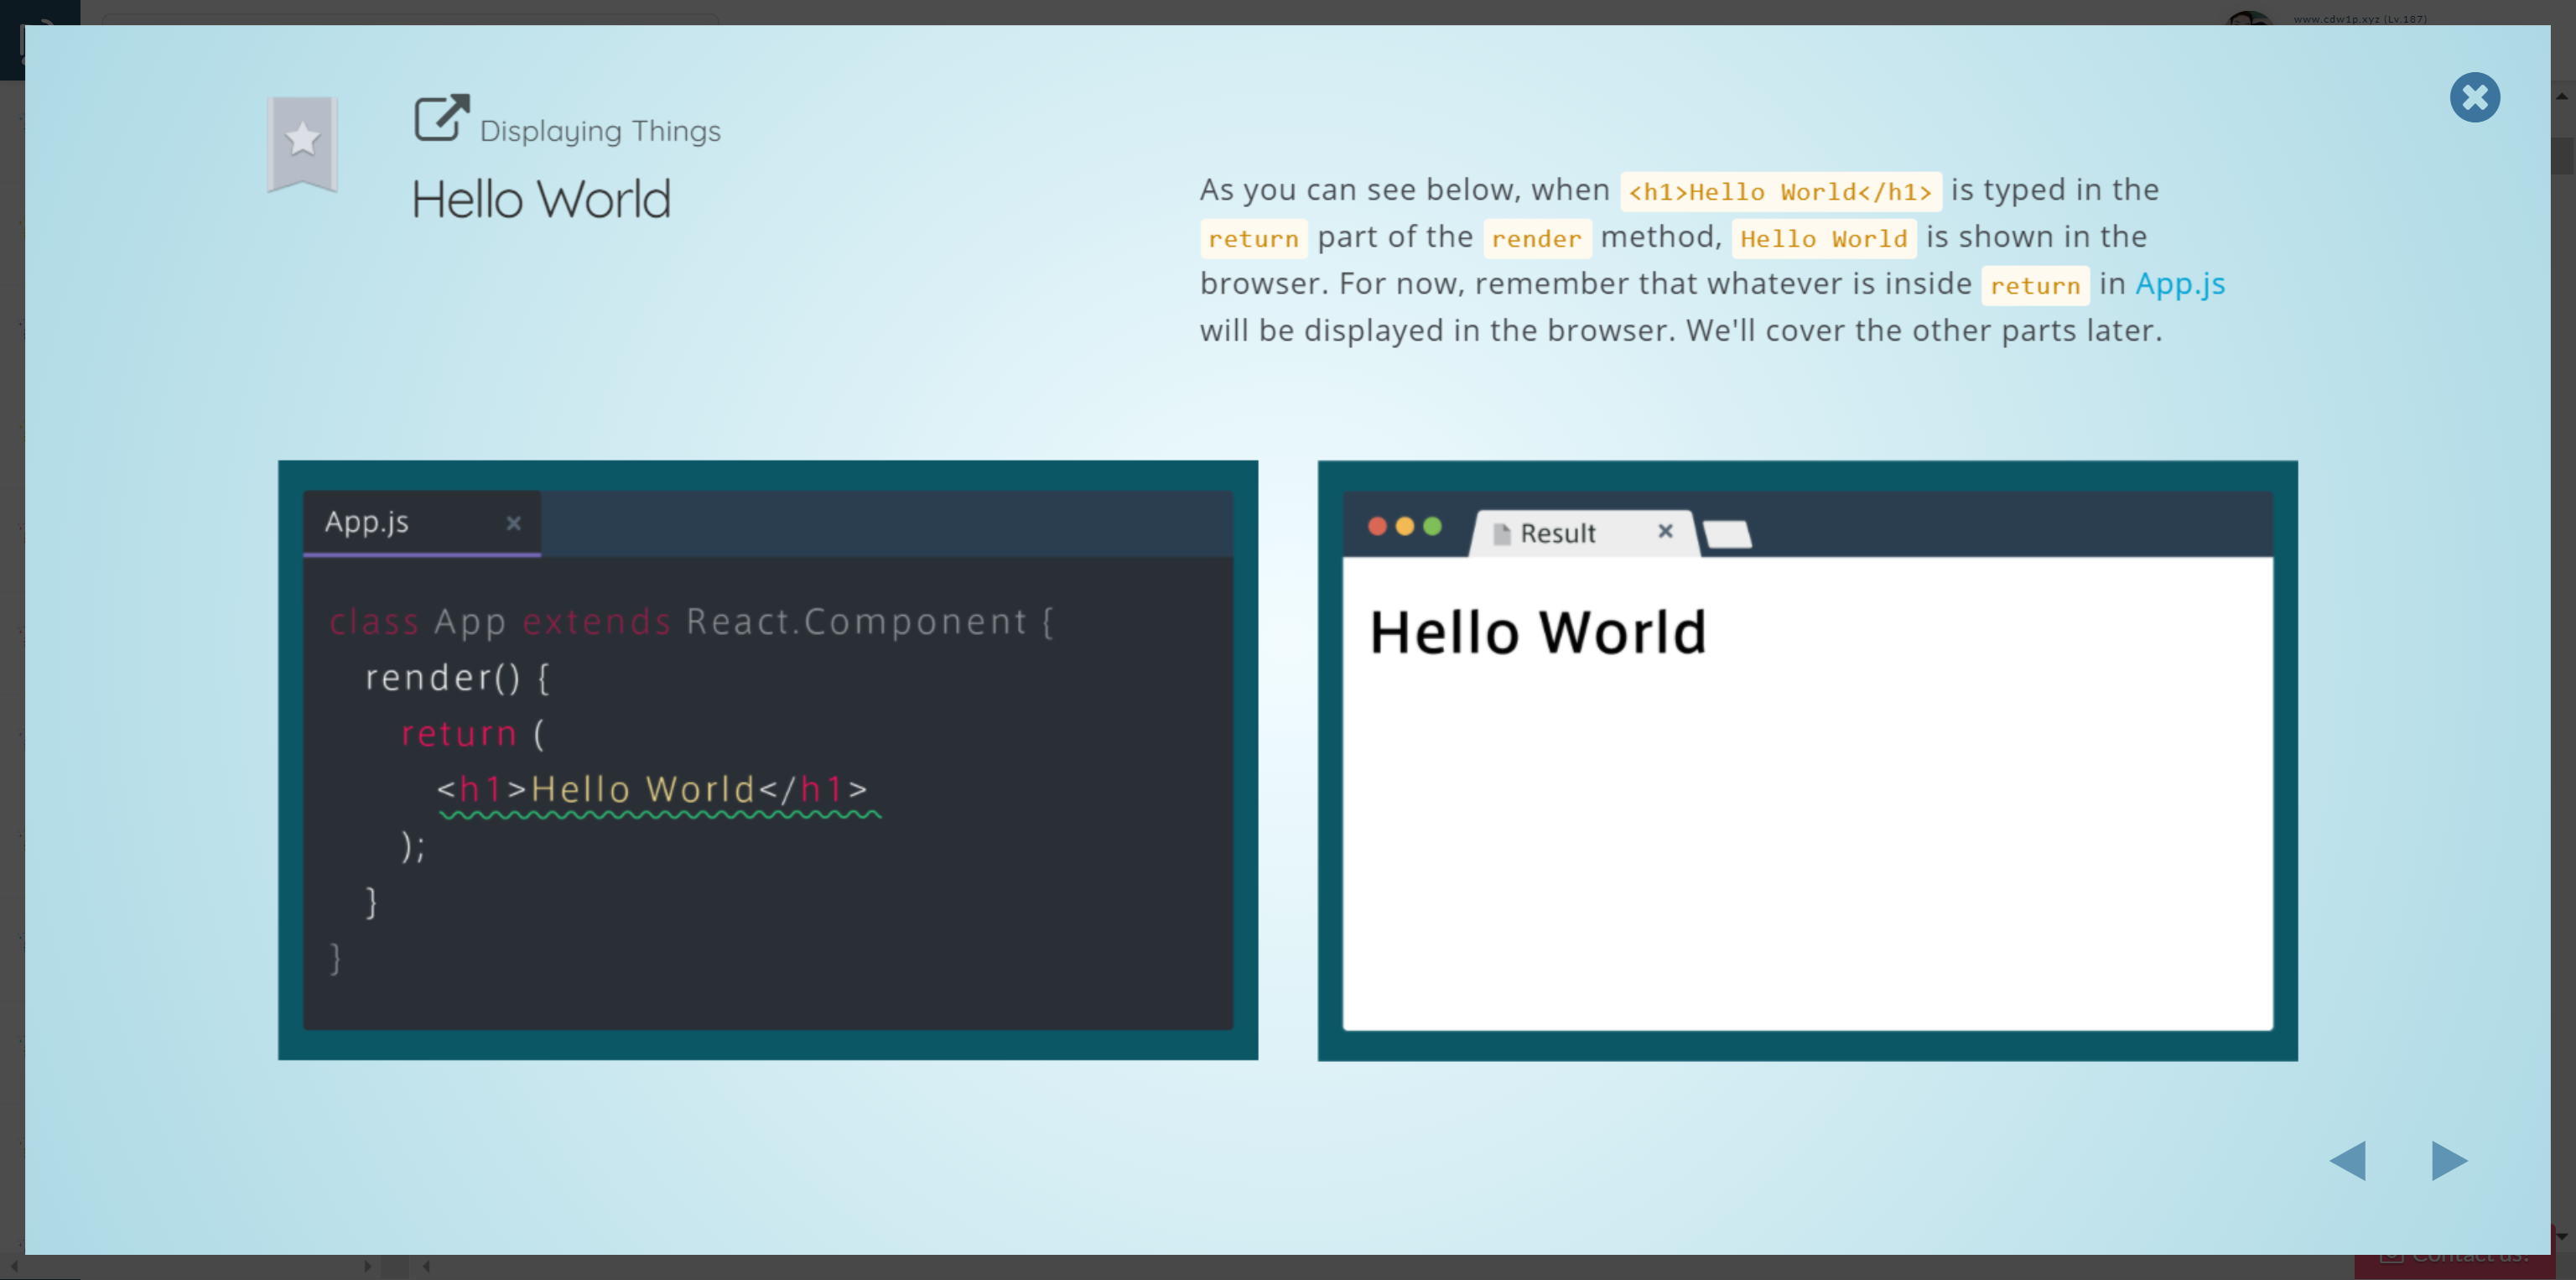 www.cdw1p.xyz (Lv.187)
Displaying Things
Hello World
As you can see below, when <h1>Hello World</h1> is typed in the
return part of the render method, Hello World is shown in the
browser. For now, remember that whatever is inside return in App.js
will be displayed in the browser. We'll cover the other parts later.
App.js
class App extends React.Component {
render() {
return (
<h1>Hello World</h1>
);
}
}
Result
Hello World
Contact us!